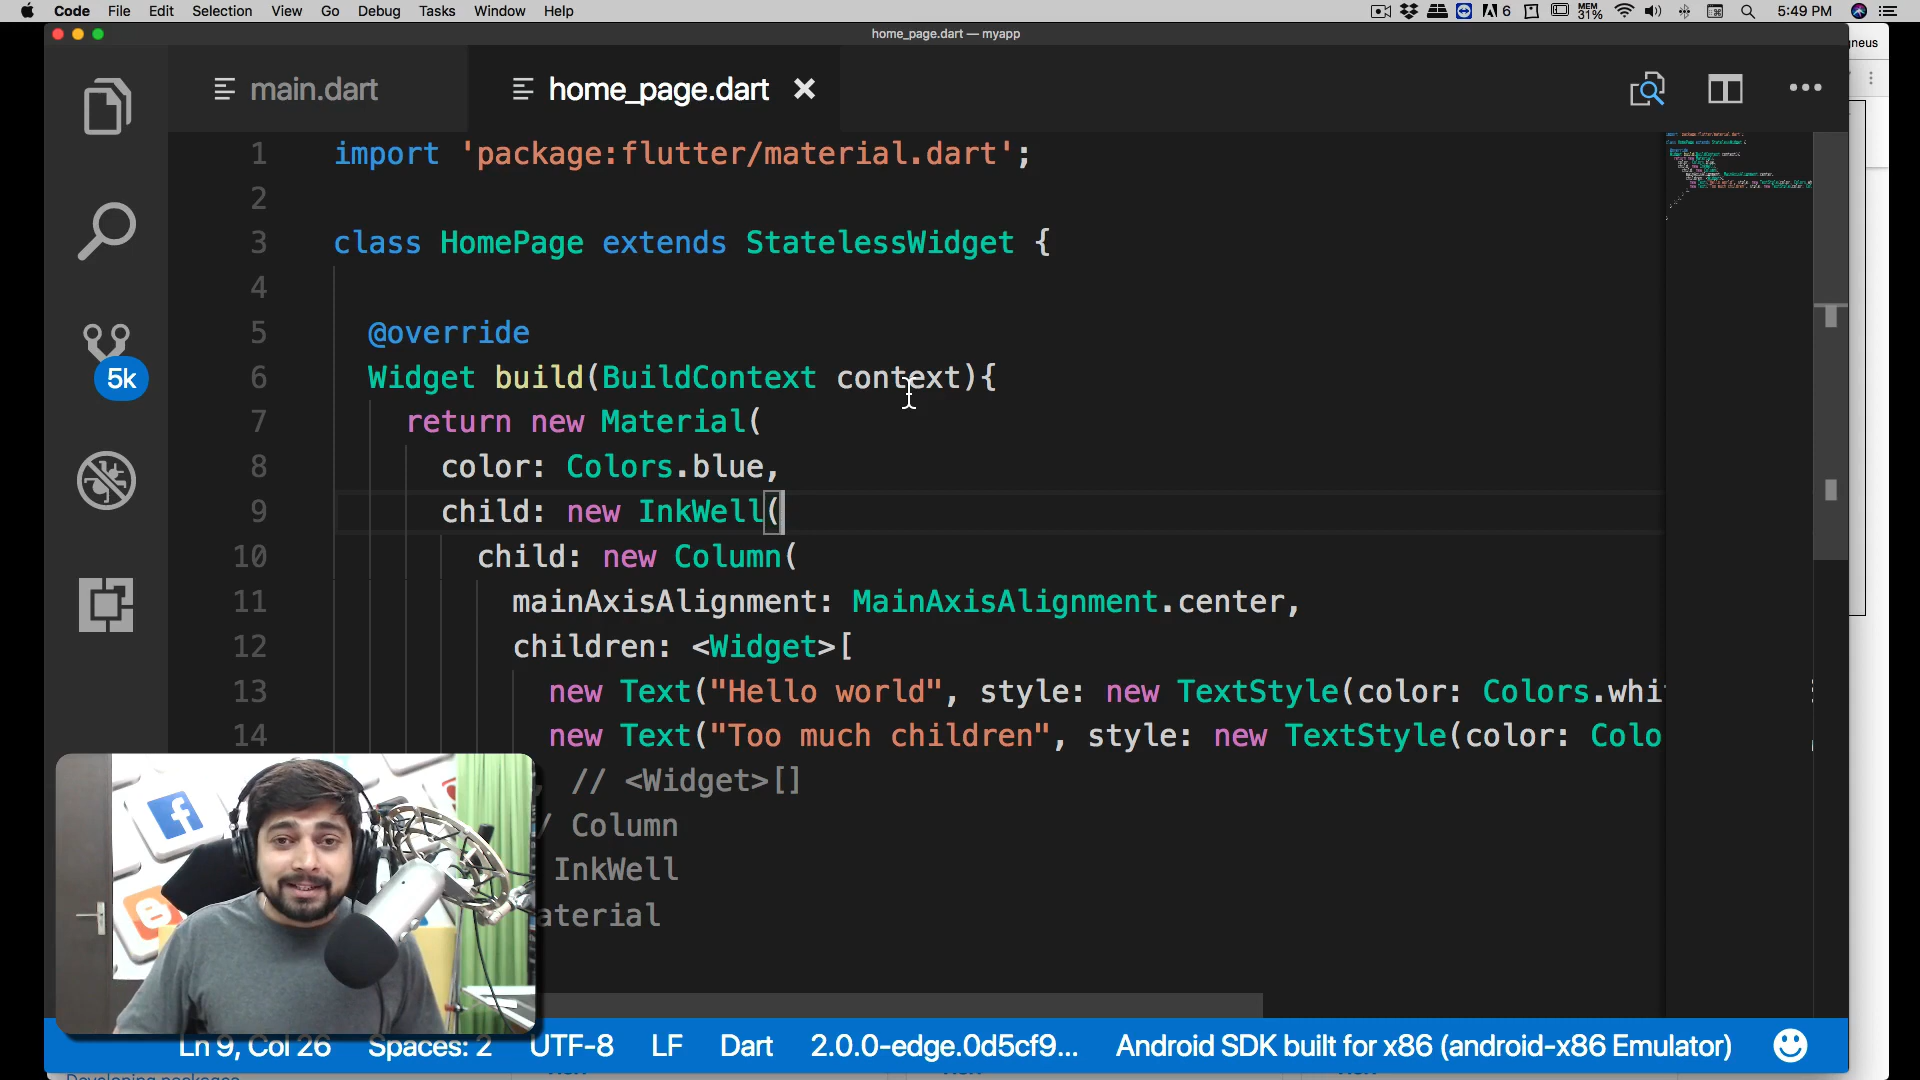 Code File Edit Selection View Go Debug Tasks Window Help
6 MEM 31% 5:49 PM
home_page.dart — myapp
gneus
main.dart home_page.dart
1 import 'package:flutter/material.dart';
2
3 class HomePage extends StatelessWidget {
4
5 @override
6 Widget build(BuildContext context){
7 return new Material(
8 color: Colors.blue,
9 child: new InkWell(
10 child: new Column(
11 mainAxisAlignment: MainAxisAlignment.center,
12 children: <Widget>[
13 new Text("Hello world", style: new TextStyle(color: Colors.whi
14 new Text("Too much children", style: new TextStyle(color: Colo
// <Widget>[]
/ Column
InkWell
aterial
5k
Ln 9, Col 26 Spaces: 2 UTF-8 LF Dart 2.0.0-edge.0d5cf9... Android SDK built for x86 (android-x86 Emulator)